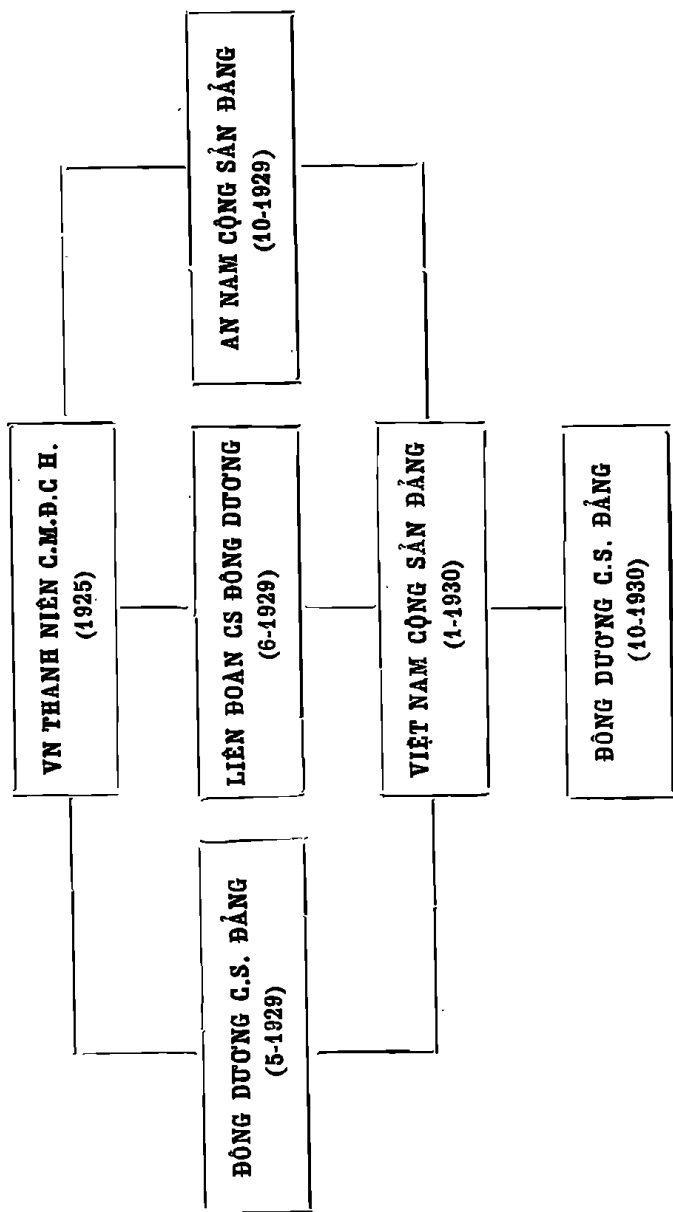 VN THANH NIÊN C.M.Đ.C H.
(1925)
ĐÔNG DƯƠNG C.S. ĐẢNG
(5-1929)
LIÊN ĐOÀN CS ĐÔNG DƯƠNG
(6-1929)
AN NAM CỘNG SẢN ĐẢNG
(10-1929)
VIỆT NAM CỘNG SẢN ĐẢNG
(1-1930)
ĐÔNG DƯƠNG C.S. ĐẢNG
(10-1930)